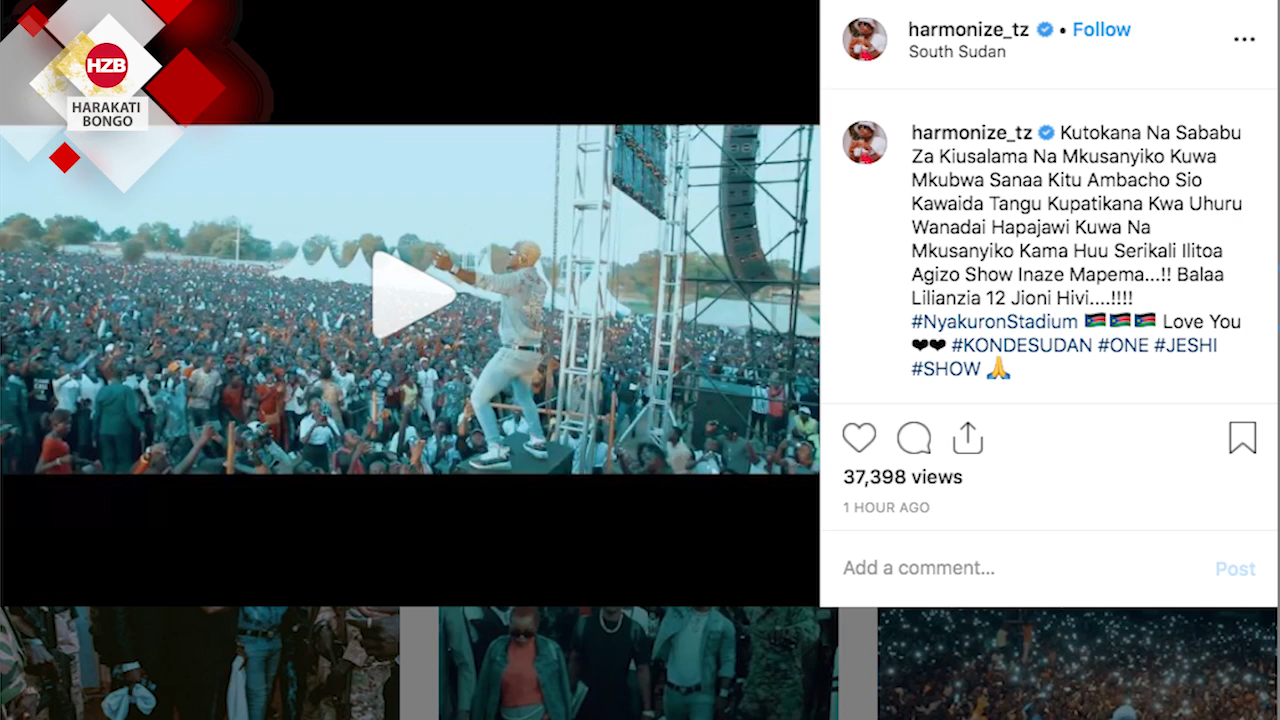 HZB
HARAKATI
BONGO
harmonize_tz • Follow
South Sudan
harmonize_tz Kutokana Na Sababu
Za Kiusalama Na Mkusanyiko Kuwa
Mkubwa Sanaa Kitu Ambacho Sio
Kawaida Tangu Kupatikana Kwa Uhuru
Wanadai Hapajawi Kuwa Na
Mkusanyiko Kama Huu Serikali Ilitoa
Agizo Show Inaze Mapema...!! Balaa
Lilianzia 12 Jioni Hivi....!!!!
#NyakuronStadium 🇸🇸🇸🇸🇸🇸 Love You
❤❤ #KONDESUDAN #ONE #JESHI
#SHOW 🙏
37,398 views
1 HOUR AGO
Add a comment...
Post